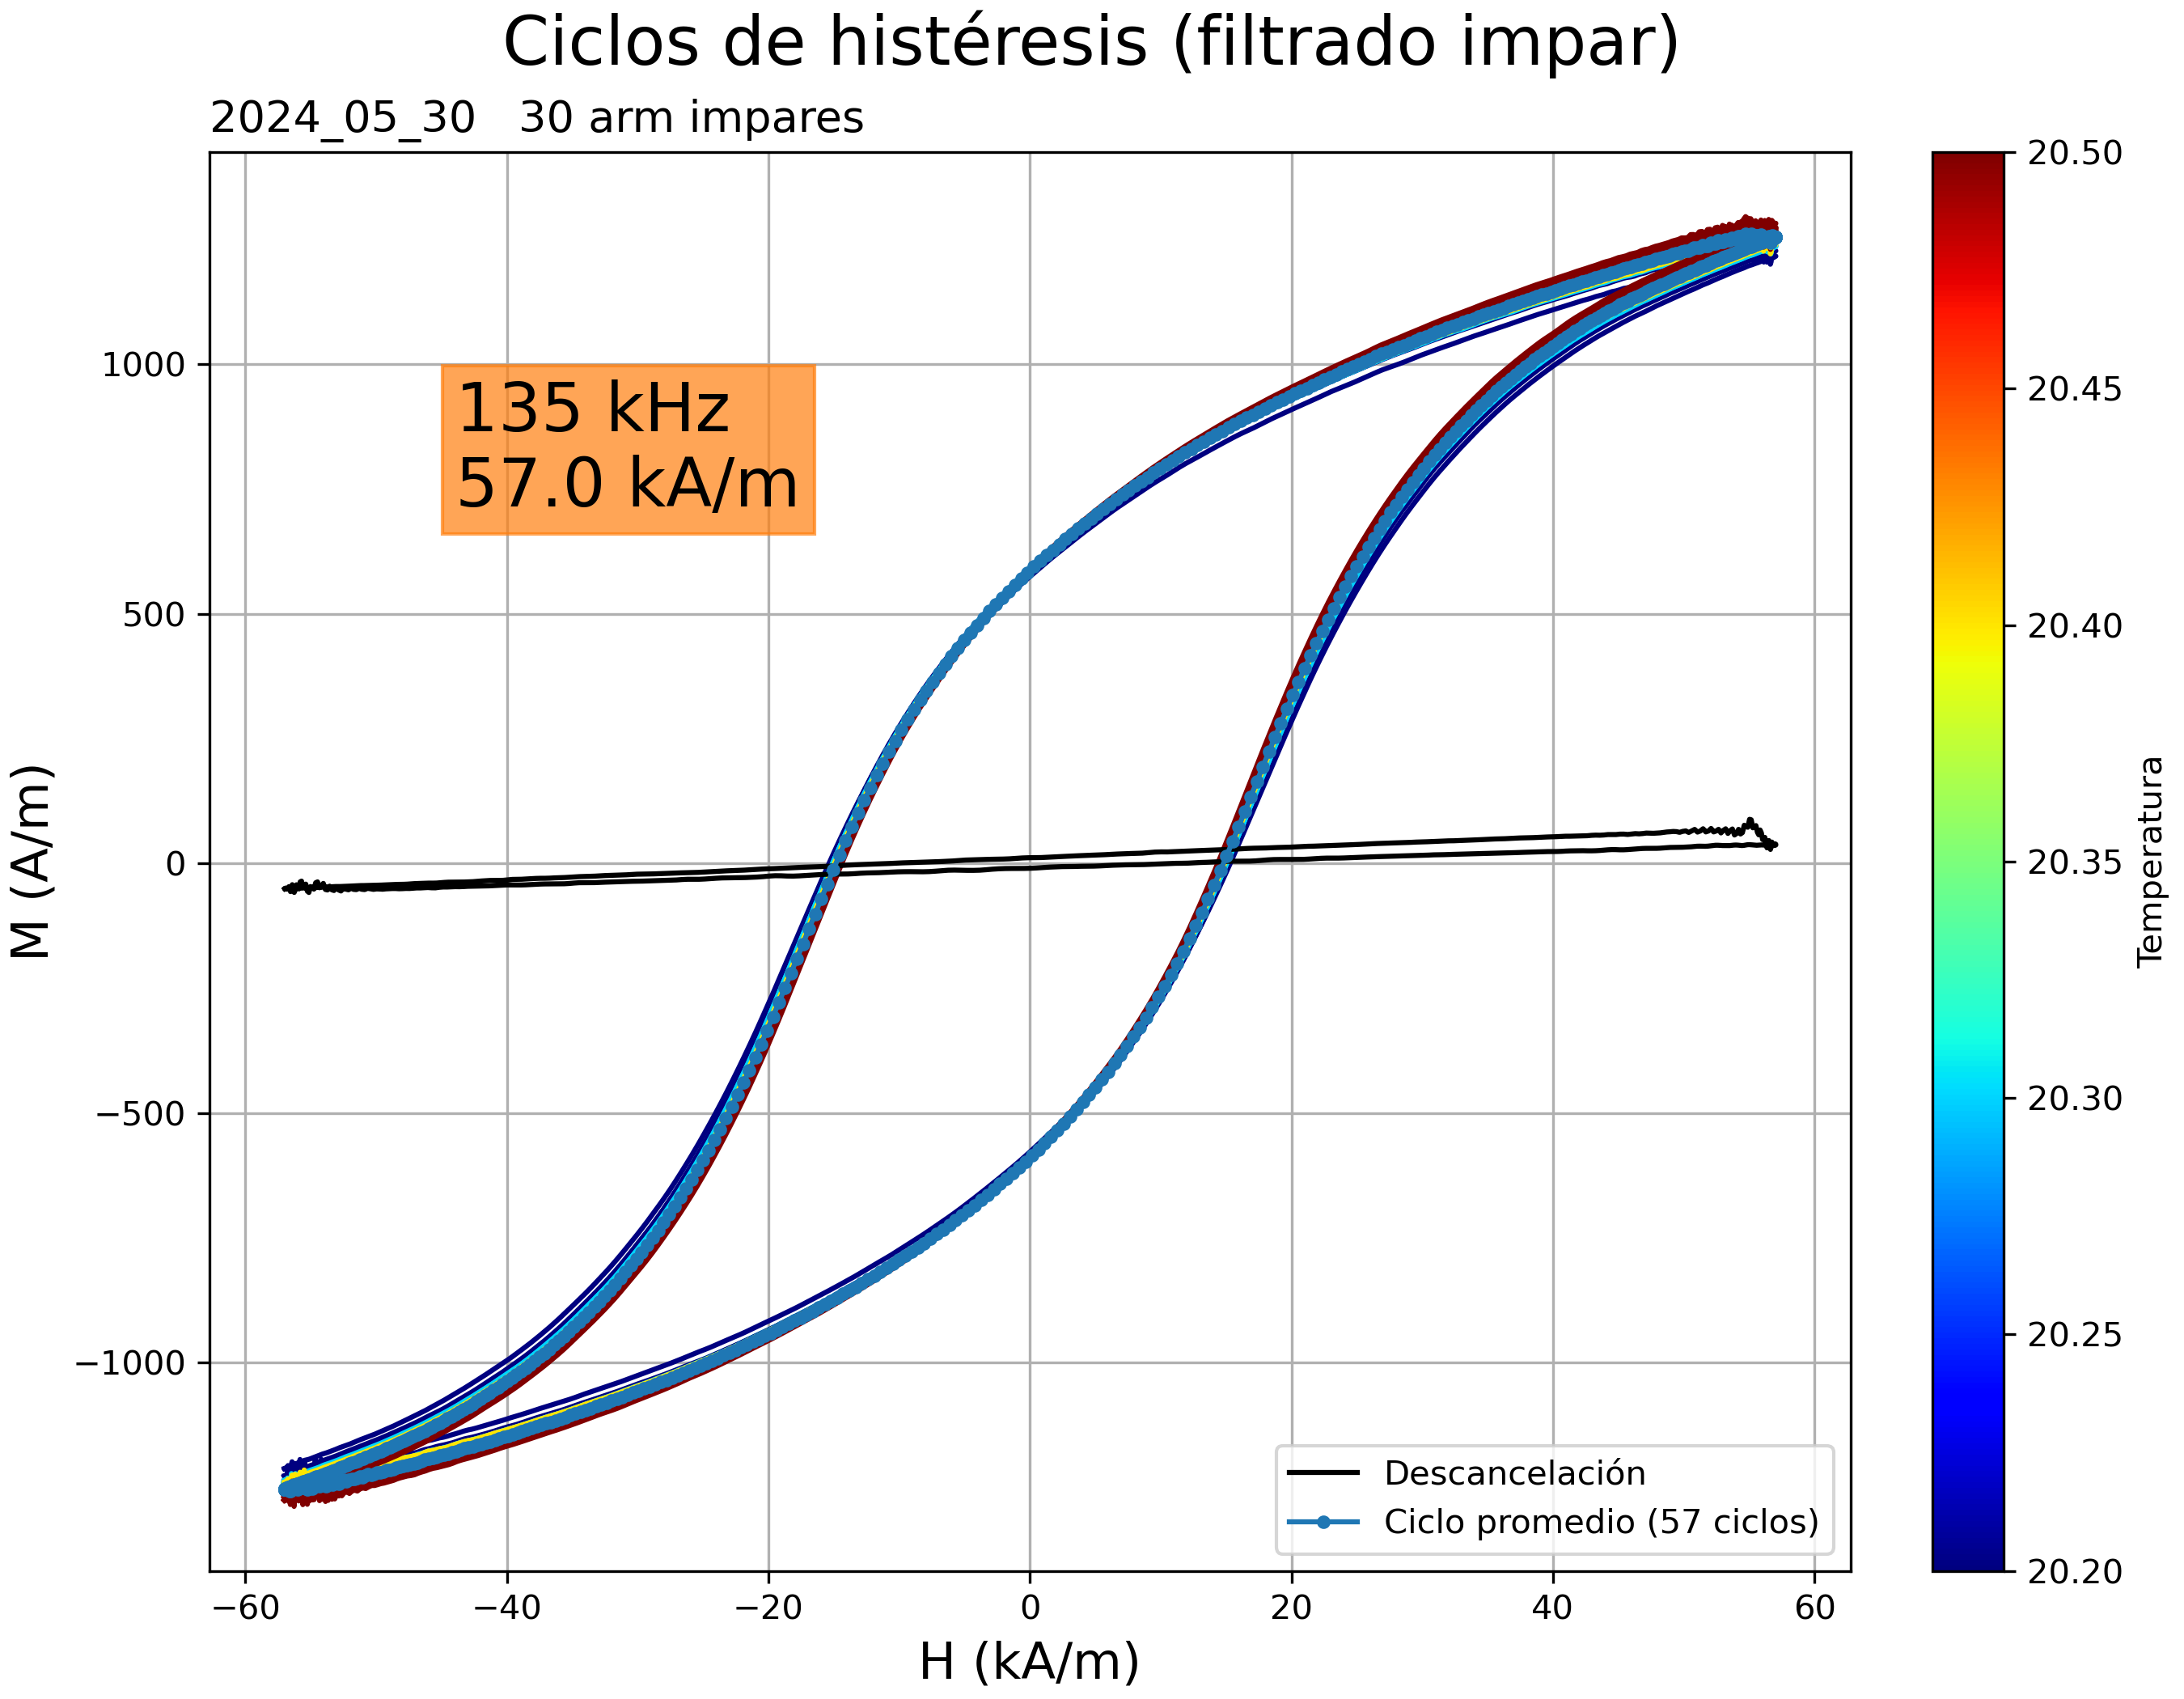 Ciclos de histéresis (filtrado impar)
2024_05_30   30 arm impares
135 kHz
57.0 kA/m
M (A/m)
1000
500
0
−500
−1000
−60
−40
−20
0
20
40
60
H (kA/m)
Descancelación
Ciclo promedio (57 ciclos)
20.50
20.45
20.40
20.35
20.30
20.25
20.20
Temperatura